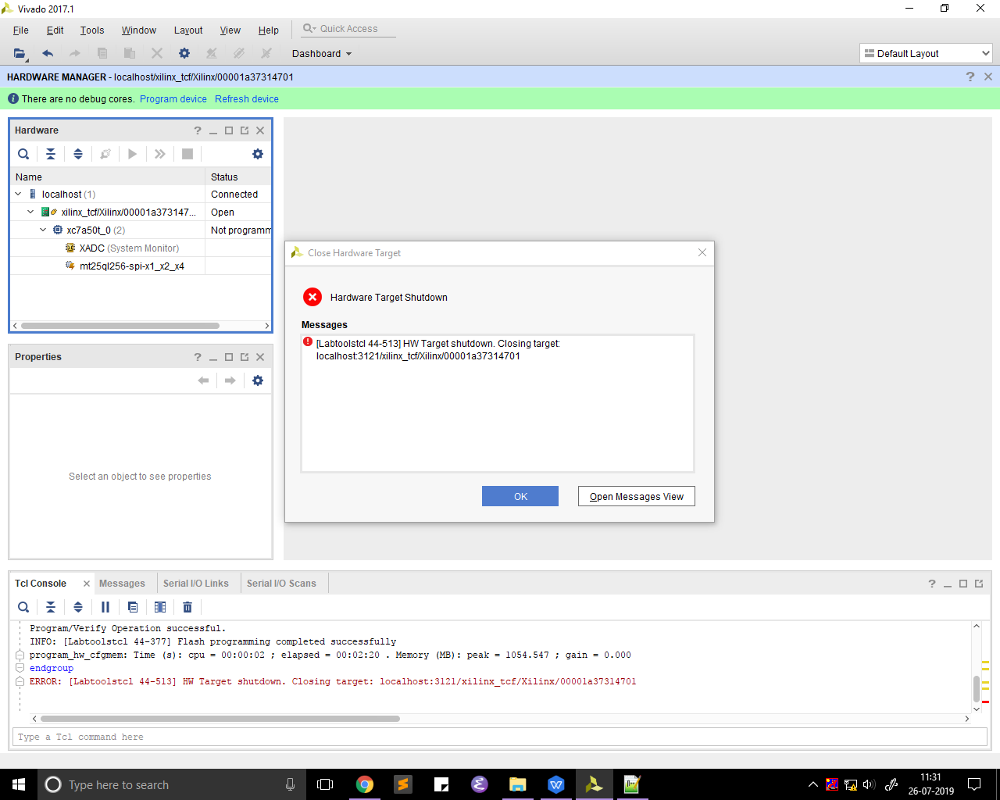 Vivado 2017.1
File Edit Tools Window Layout View Help Quick Access
Dashboard Default Layout
HARDWARE MANAGER - localhost/xilinx_tcf/Xilinx/00001a37314701
There are no debug cores. Program device Refresh device
Hardware
Name Status
localhost (1) Connected
xilinx_tcf/Xilinx/00001a373147... Open
xc7a50t_0 (2) Not programm
XADC (System Monitor)
mt25ql256-spi-x1_x2_x4
Close Hardware Target
Hardware Target Shutdown
Messages
[Labtoolstcl 44-513] HW Target shutdown. Closing target:
localhost:3121/xilinx_tcf/Xilinx/00001a37314701
OK Open Messages View
Properties
Select an object to see properties
Tcl Console Messages Serial I/O Links Serial I/O Scans
Program/Verify Operation successful.
INFO: [Labtoolstcl 44-377] Flash programming completed successfully
program_hw_cfgmem: Time (s): cpu = 00:00:02 ; elapsed = 00:02:20 . Memory (MB): peak = 1054.547 ; gain = 0.000
endgroup
ERROR: [Labtoolstcl 44-513] HW Target shutdown. Closing target: localhost:3121/xilinx_tcf/Xilinx/00001a37314701
Type a Tcl command here
Type here to search
11:31
26-07-2019